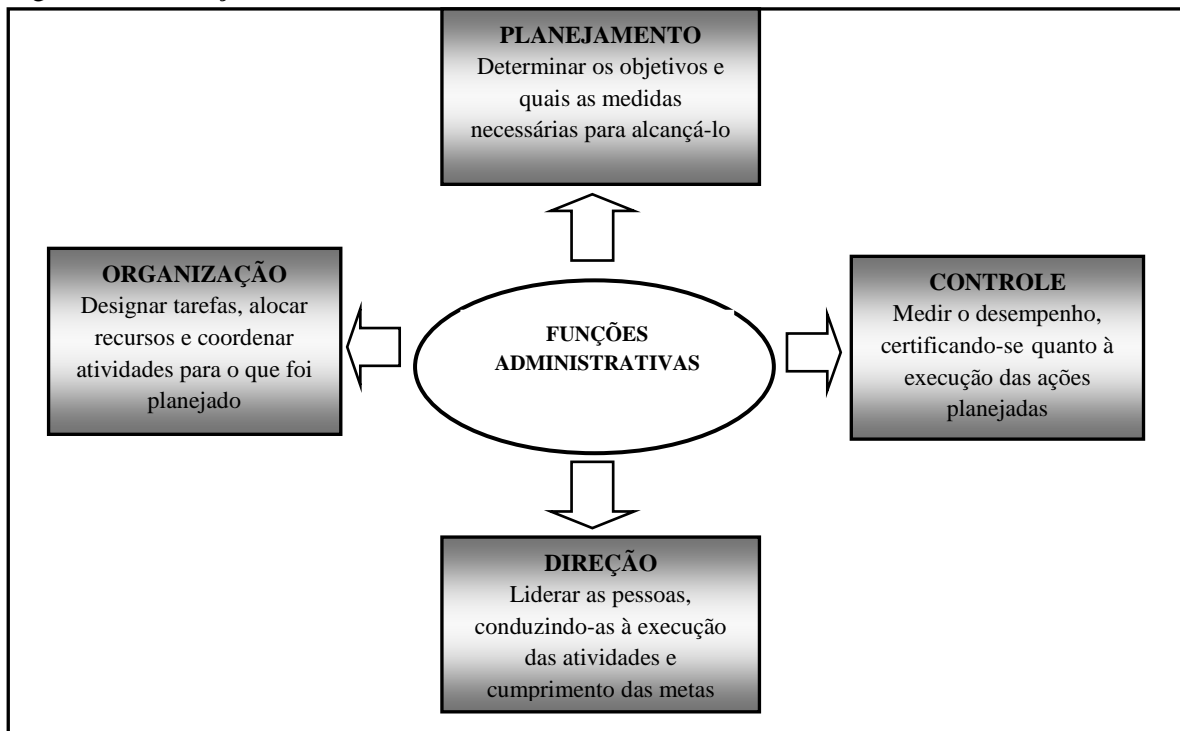 PLANEJAMENTO
Determinar os objetivos e
quais as medidas
necessárias para alcançá-lo
ORGANIZAÇÃO
Designar tarefas, alocar
recursos e coordenar
atividades para o que foi
planejado
FUNÇÕES
ADMINISTRATIVAS
CONTROLE
Medir o desempenho,
certificando-se quanto à
execução das ações
planejadas
DIREÇÃO
Liderar as pessoas,
conduzindo-as à execução
das atividades e
cumprimento das metas